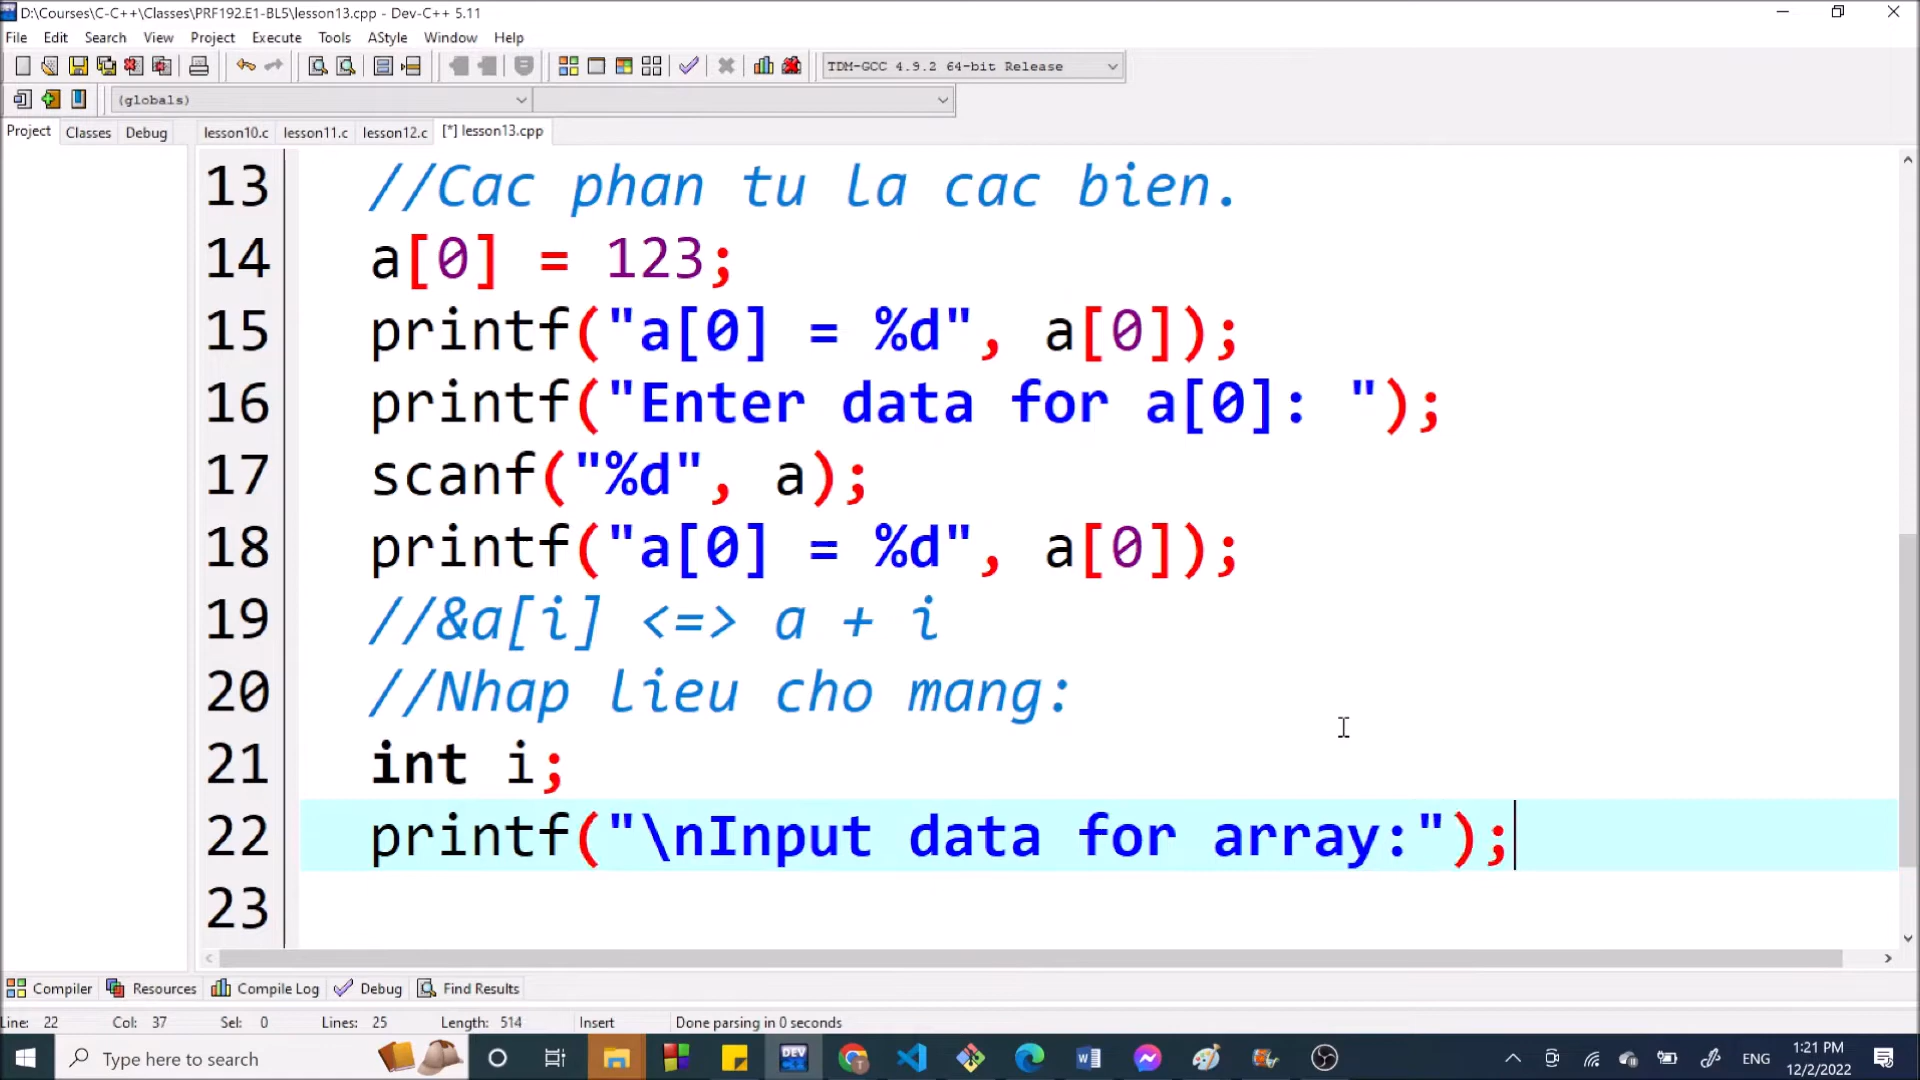 D:\Courses\C-C++\Classes\PRF192.E1-BL5\lesson13.cpp - Dev-C++ 5.11
File Edit Search View Project Execute Tools AStyle Window Help
TDM-GCC 4.9.2 64-bit Release
(globals)
Project Classes Debug lesson10.c lesson11.c lesson12.c [*] lesson13.cpp
13 //Cac phan tu la cac bien.
14 a[0] = 123;
15 printf("a[0] = %d", a[0]);
16 printf("Enter data for a[0]: ");
17 scanf("%d", a);
18 printf("a[0] = %d", a[0]);
19 //&a[i] <=> a + i
20 //Nhap lieu cho mang:
21 int i;
22 printf("\nInput data for array:");
23
Compiler Resources Compile Log Debug Find Results
Line: 22 Col: 37 Sel: 0 Lines: 25 Length: 514 Insert Done parsing in 0 seconds
Type here to search DEV ENG 1:21 PM
12/2/2022